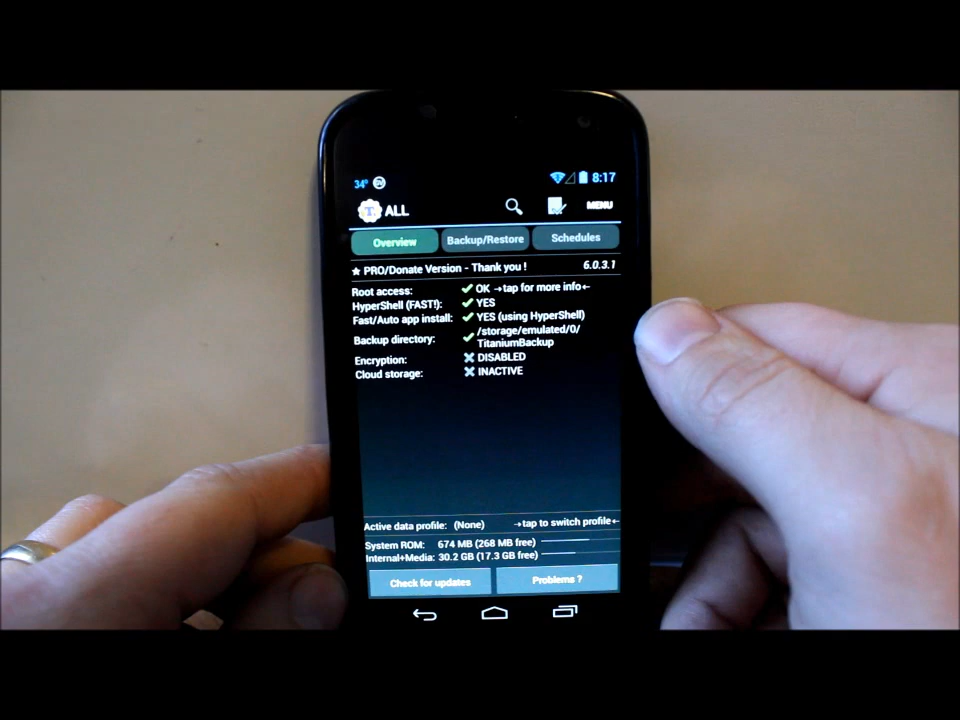 34°
8:17
ALL
MENU
Overview
Backup/Restore
Schedules
PRO/Donate Version - Thank you !
6.0.3.1
Root access: OK →tap for more info←
HyperShell (FAST!): YES
Fast/Auto app install: YES (using HyperShell)
Backup directory: /storage/emulated/0/
TitaniumBackup
Encryption: DISABLED
Cloud storage: INACTIVE
Active data profile: (None) →tap to switch profile←
System ROM: 674 MB (268 MB free)
Internal+Media: 30.2 GB (17.3 GB free)
Check for updates
Problems ?